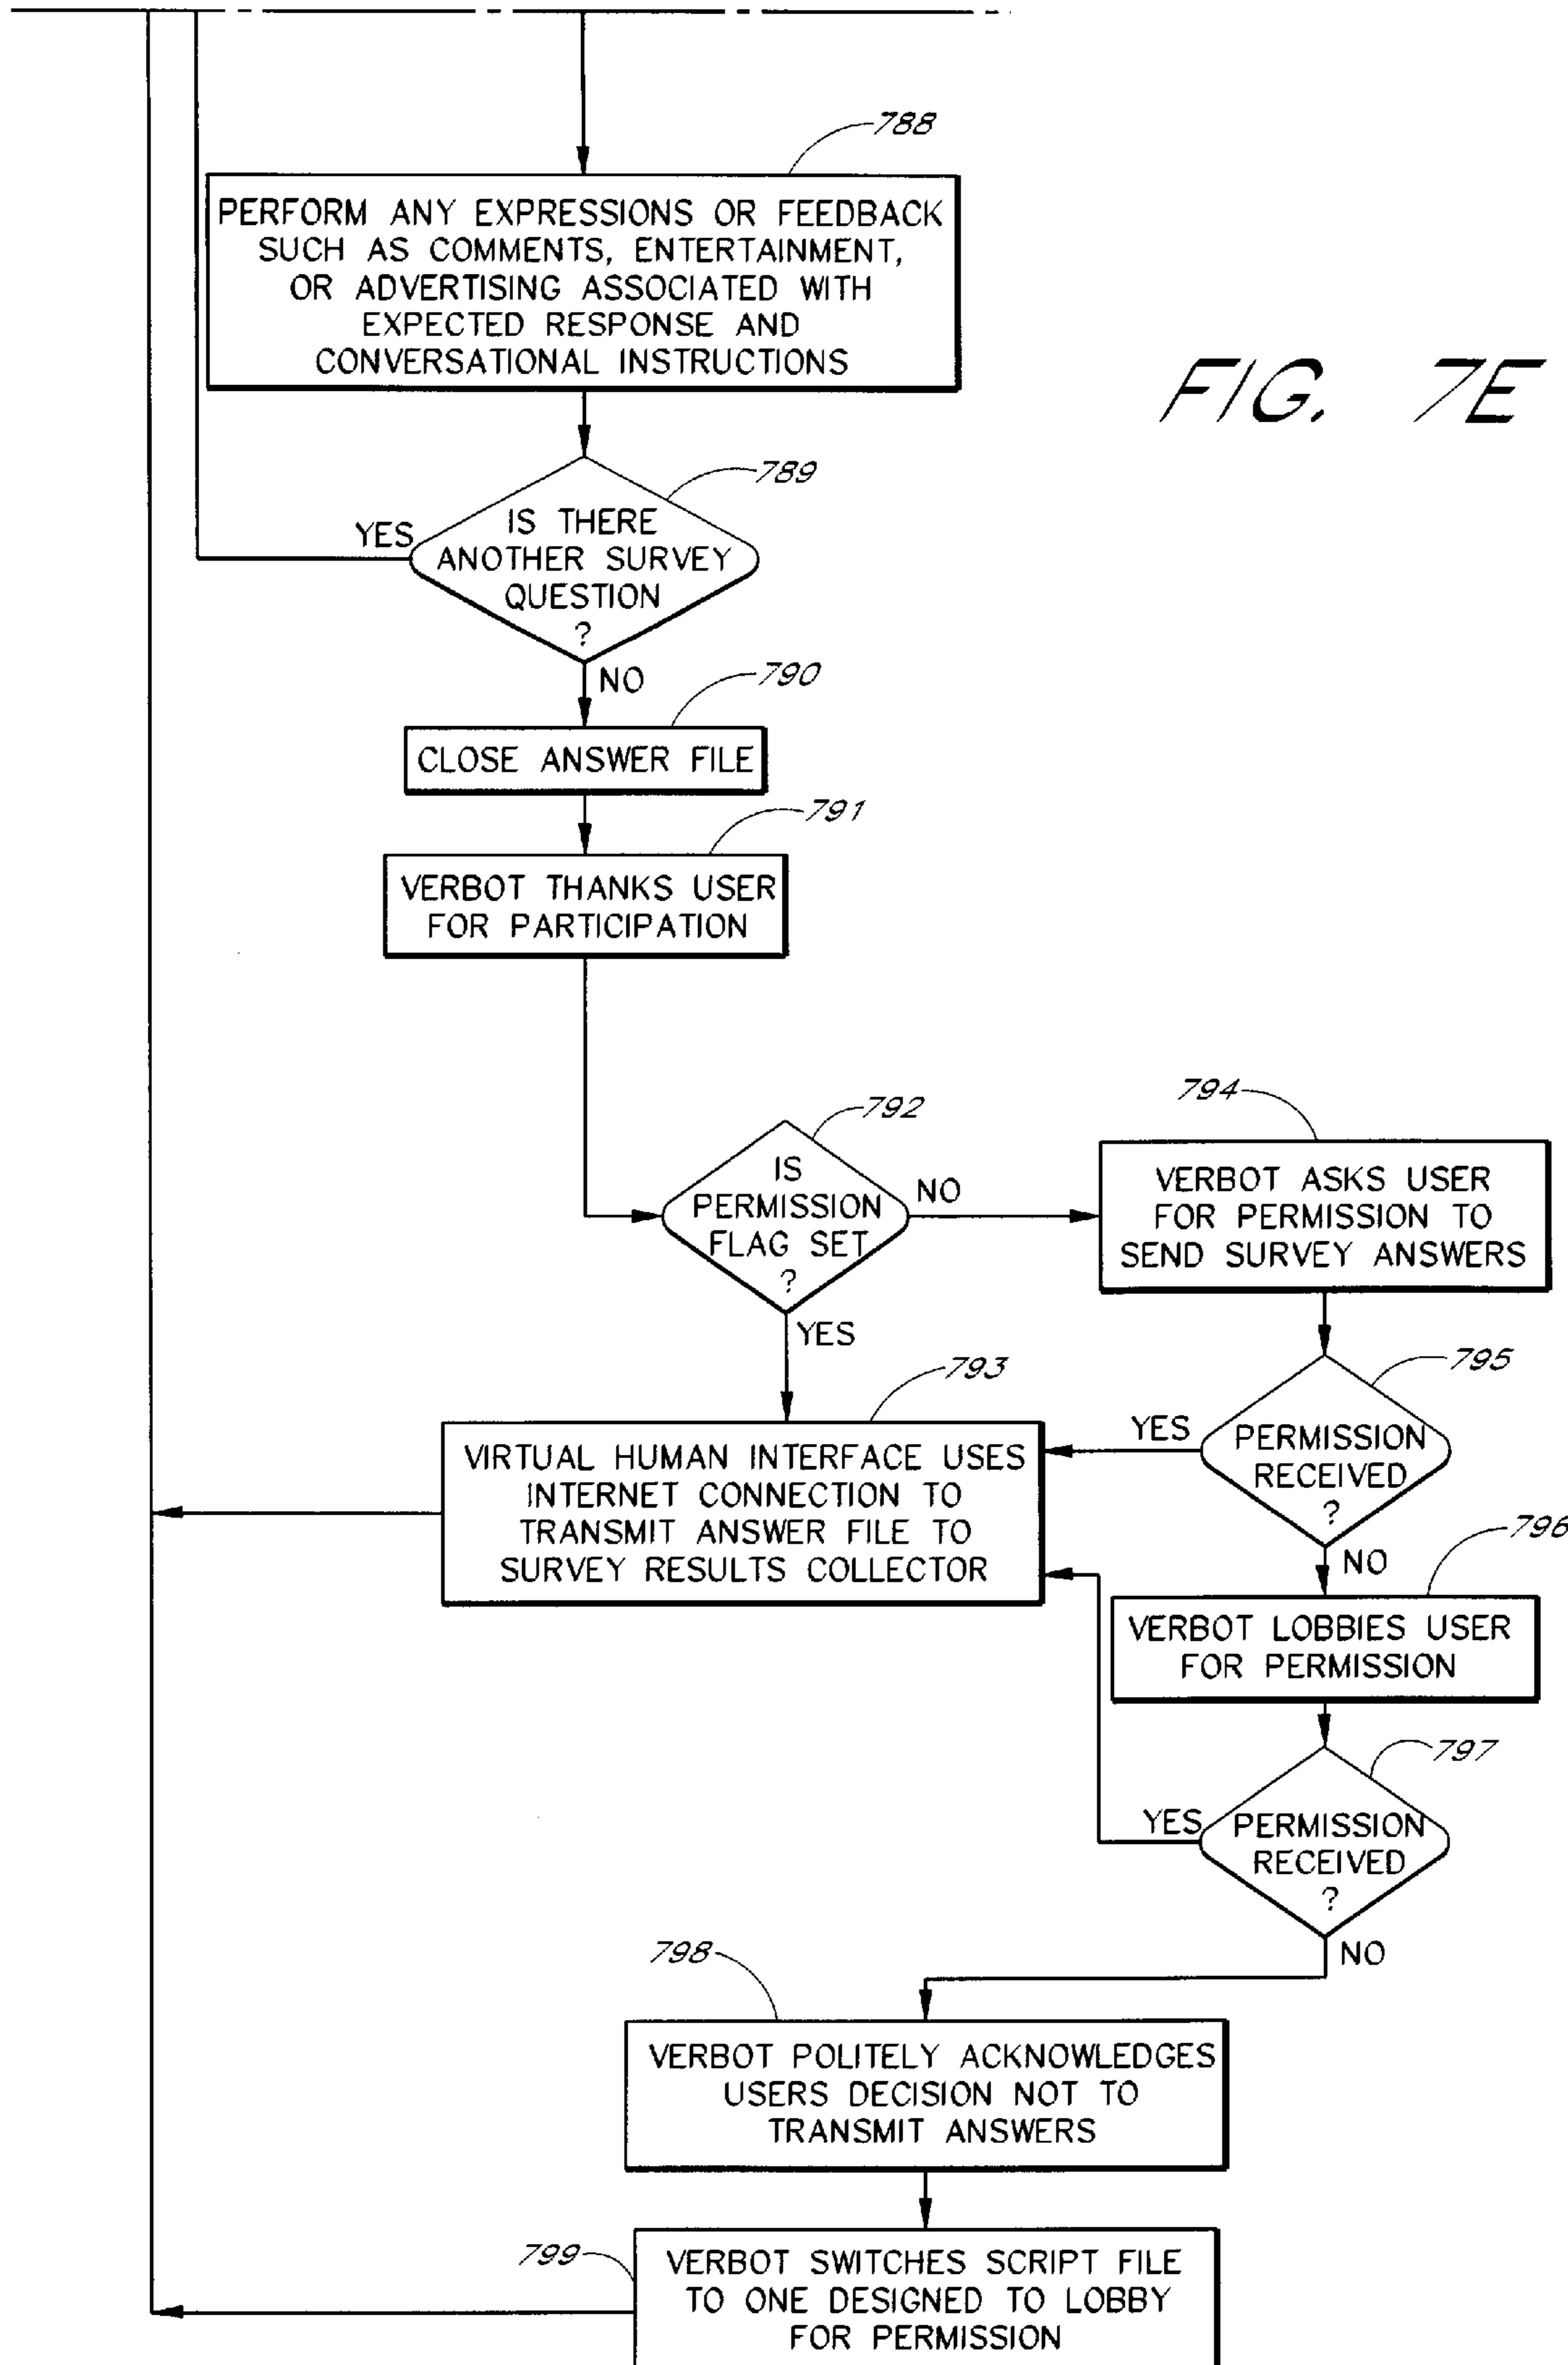 788
PERFORM ANY EXPRESSIONS OR FEEDBACK
SUCH AS COMMENTS, ENTERTAINMENT,
OR ADVERTISING ASSOCIATED WITH
EXPECTED RESPONSE AND
CONVERSATIONAL INSTRUCTIONS
FIG. 7E
789
YES
IS THERE
ANOTHER SURVEY
QUESTION
?
NO
790
CLOSE ANSWER FILE
791
VERBOT THANKS USER
FOR PARTICIPATION
792
IS
PERMISSION
FLAG SET
?
NO
YES
794
VERBOT ASKS USER
FOR PERMISSION TO
SEND SURVEY ANSWERS
793
VIRTUAL HUMAN INTERFACE USES
INTERNET CONNECTION TO
TRANSMIT ANSWER FILE TO
SURVEY RESULTS COLLECTOR
795
YES
PERMISSION
RECEIVED
?
NO
796
VERBOT LOBBIES USER
FOR PERMISSION
797
YES
PERMISSION
RECEIVED
?
NO
798
VERBOT POLITELY ACKNOWLEDGES
USERS DECISION NOT TO
TRANSMIT ANSWERS
799
VERBOT SWITCHES SCRIPT FILE
TO ONE DESIGNED TO LOBBY
FOR PERMISSION